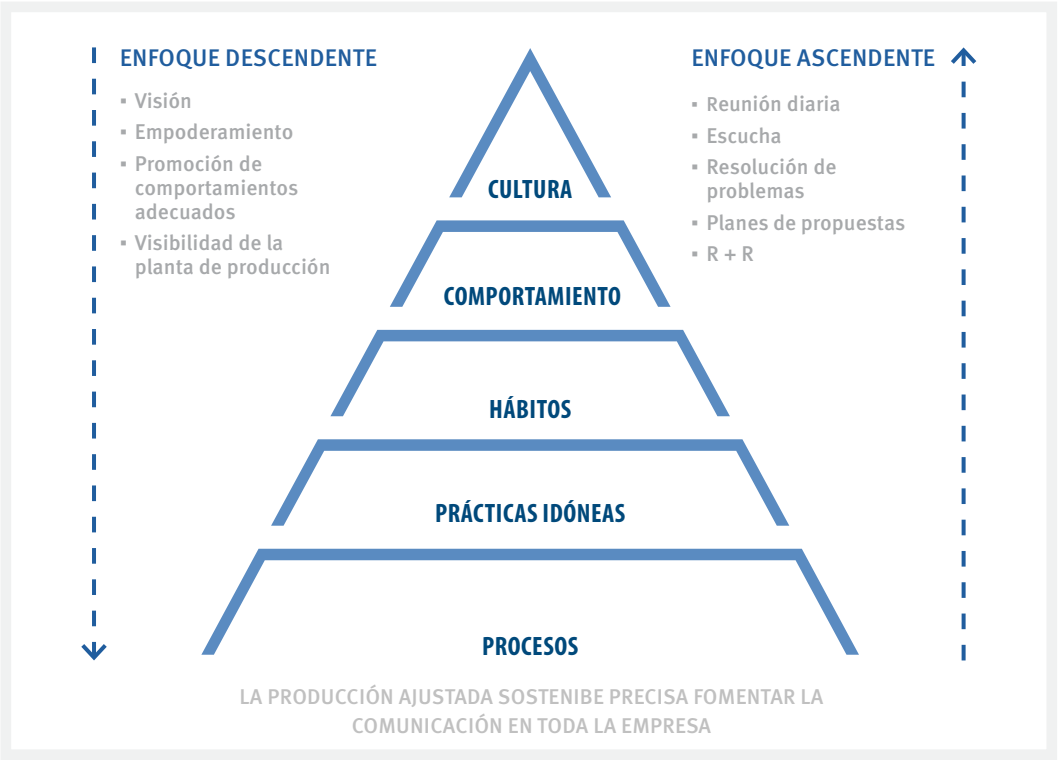 ENFOQUE DESCENDENTE
▪ Visión
▪ Empoderamiento
▪ Promoción de
comportamientos
adecuados
▪ Visibilidad de la
planta de producción
ENFOQUE ASCENDENTE
▪ Reunión diaria
▪ Escucha
▪ Resolución de
problemas
▪ Planes de propuestas
▪ R + R
CULTURA
COMPORTAMIENTO
HÁBITOS
PRÁCTICAS IDÓNEAS
PROCESOS
LA PRODUCCIÓN AJUSTADA SOSTENIBE PRECISA FOMENTAR LA
COMUNICACIÓN EN TODA LA EMPRESA